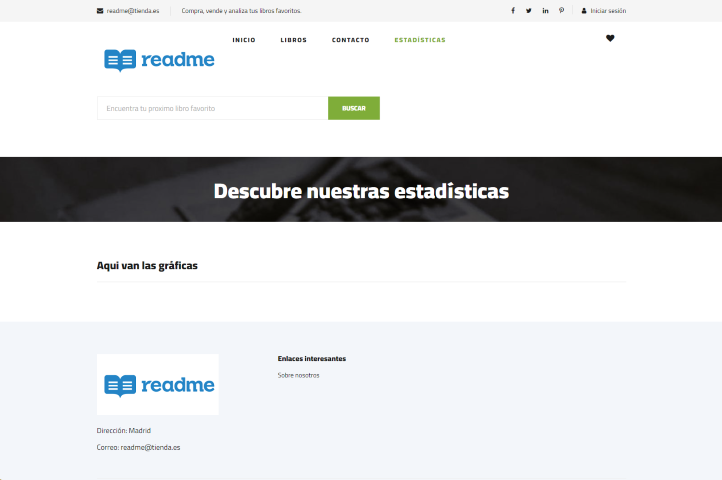 readme@tienda.es
Compra, vende y analiza tus libros favoritos.
Iniciar sesión
readme
INICIO
LIBROS
CONTACTO
ESTADÍSTICAS
Encuentra tu proximo libro favorito
BUSCAR
Descubre nuestras estadísticas
Aqui van las gráficas
readme
Enlaces interesantes
Sobre nosotros
Dirección: Madrid
Correo: readme@tienda.es